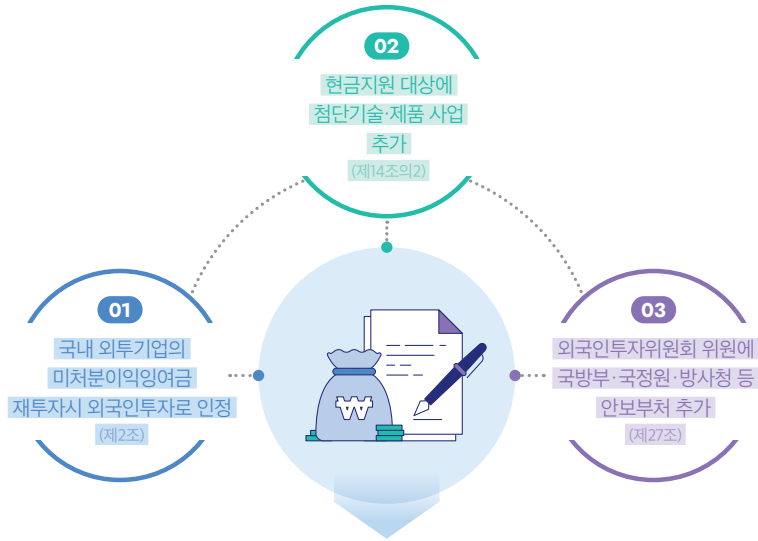 02
현금지원 대상에
첨단기술·제품 사업
추가
(제14조의2)
01
국내 외투기업의
미처분이익잉여금
재투자시 외국인투자로 인정
(제2조)
03
외국인투자위원회 위원에
국방부·국정원·방사청 등
안보부처 추가
(제27조)
₩